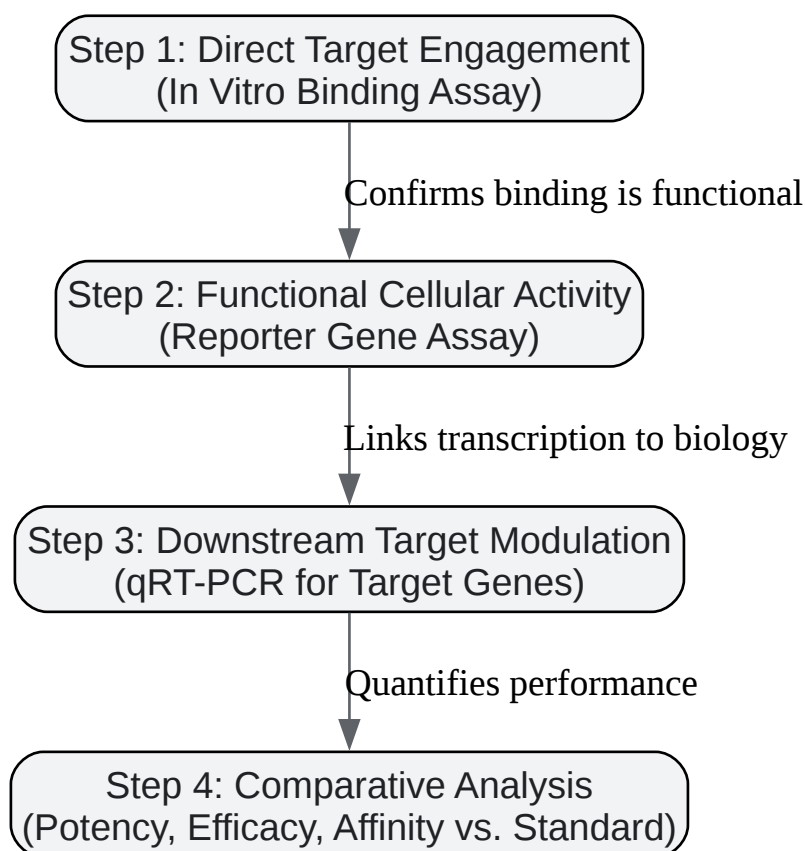 Step 1: Direct Target Engagement
(In Vitro Binding Assay)
Confirms binding is functional
Step 2: Functional Cellular Activity
(Reporter Gene Assay)
Links transcription to biology
Step 3: Downstream Target Modulation
(qRT-PCR for Target Genes)
Quantifies performance
Step 4: Comparative Analysis
(Potency, Efficacy, Affinity vs. Standard)